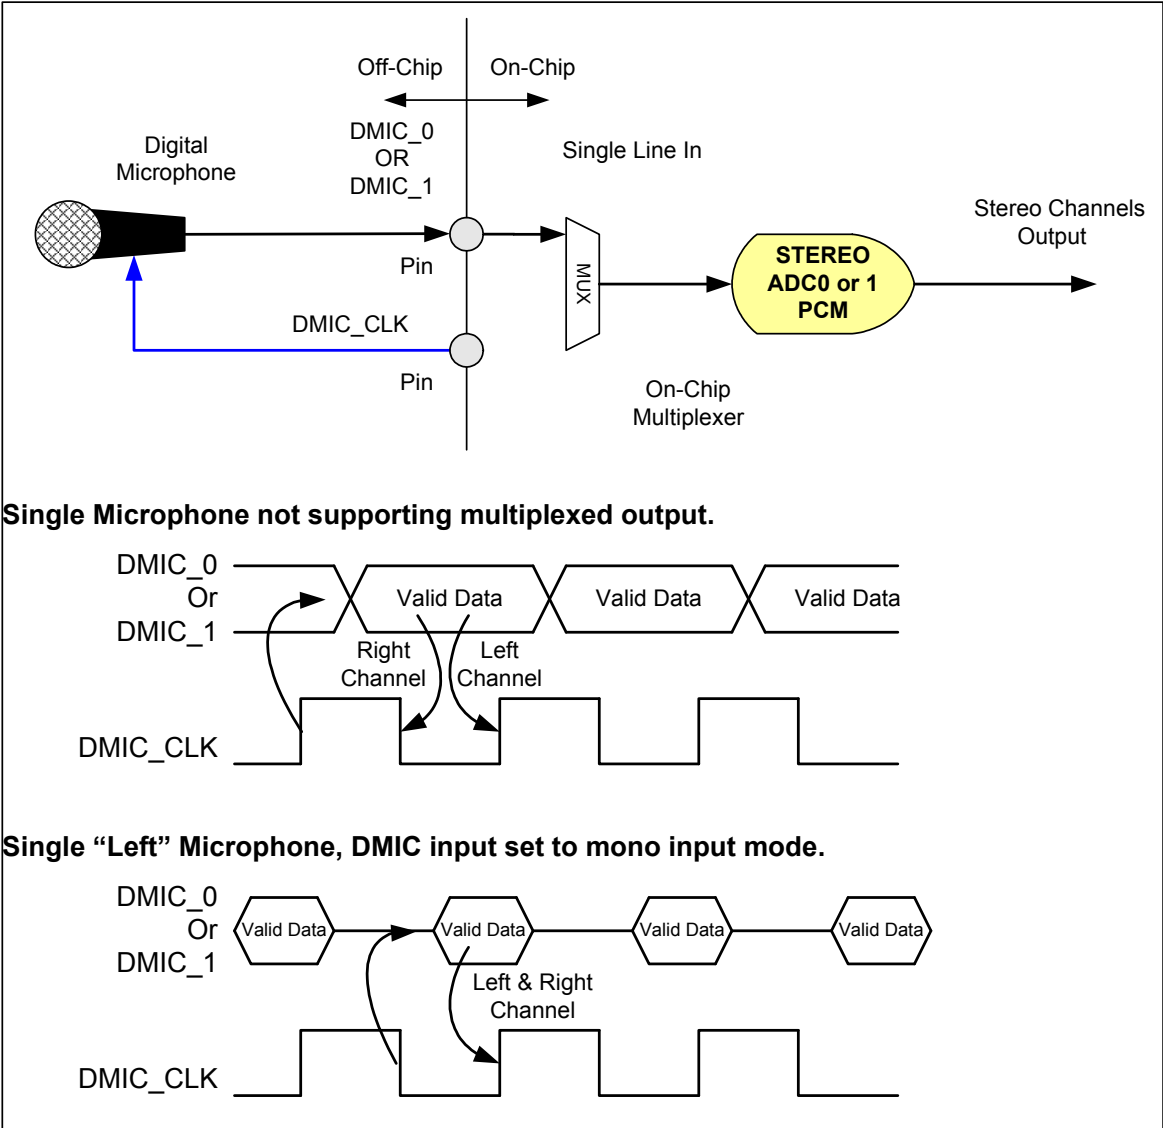 Off-Chip
On-Chip
DMIC_0
OR
DMIC_1
Single Line In
Digital
Microphone
Stereo Channels
Output
Pin
MUX
STEREO
ADC0 or 1
PCM
DMIC_CLK
Pin
On-Chip
Multiplexer
Single Microphone not supporting multiplexed output.
DMIC_0
Or
DMIC_1
Valid Data
Valid Data
Valid Data
Right
Channel
Left
Channel
DMIC_CLK
Single “Left” Microphone, DMIC input set to mono input mode.
DMIC_0
Or
DMIC_1
Valid Data
Valid Data
Valid Data
Valid Data
Left & Right
Channel
DMIC_CLK